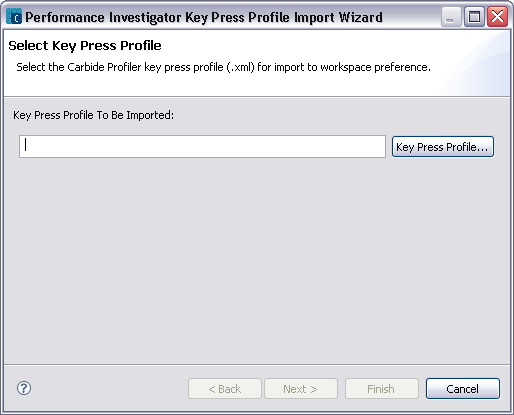 Performance Investigator Key Press Profile Import Wizard
Select Key Press Profile
Select the Carbide Profiler key press profile (.xml) for import to workspace preference.
Key Press Profile To Be Imported:
Key Press Profile...
< Back
Next >
Finish
Cancel